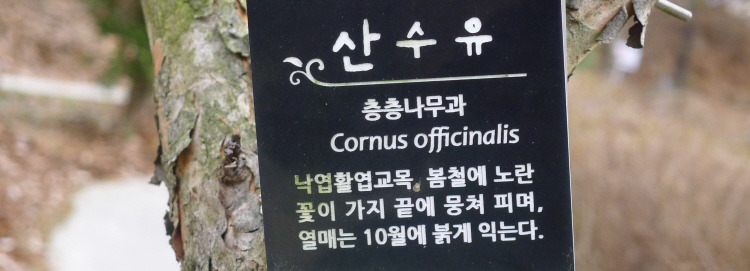 산수유
층층나무과
Cornus officinalis
낙엽활엽교목, 봄철에 노란
꽃이 가지 끝에 뭉쳐 피며,
열매는 10월에 붉게 익는다.